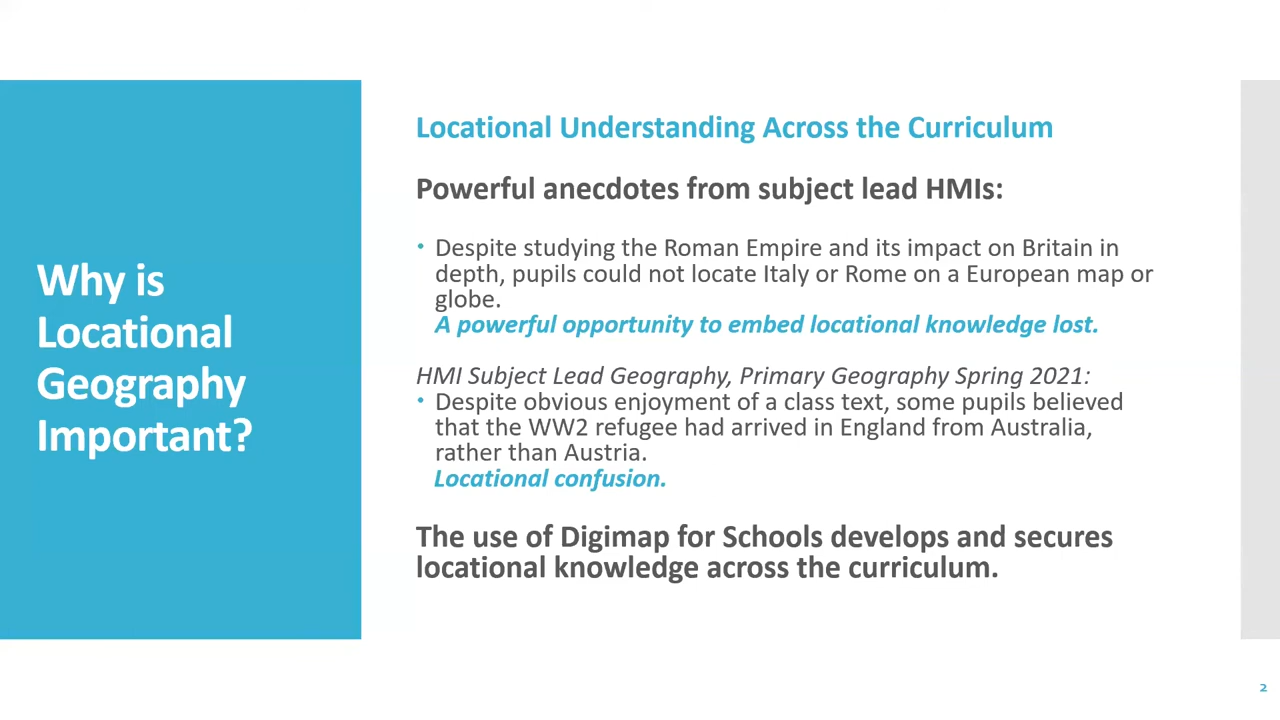 Why is
Locational
Geography
Important?
Locational Understanding Across the Curriculum
Powerful anecdotes from subject lead HMIs:
• Despite studying the Roman Empire and its impact on Britain in
depth, pupils could not locate Italy or Rome on a European map or
globe.
A powerful opportunity to embed locational knowledge lost.
HMI Subject Lead Geography, Primary Geography Spring 2021:
• Despite obvious enjoyment of a class text, some pupils believed
that the WW2 refugee had arrived in England from Australia,
rather than Austria.
Locational confusion.
The use of Digimap for Schools develops and secures
locational knowledge across the curriculum.
2